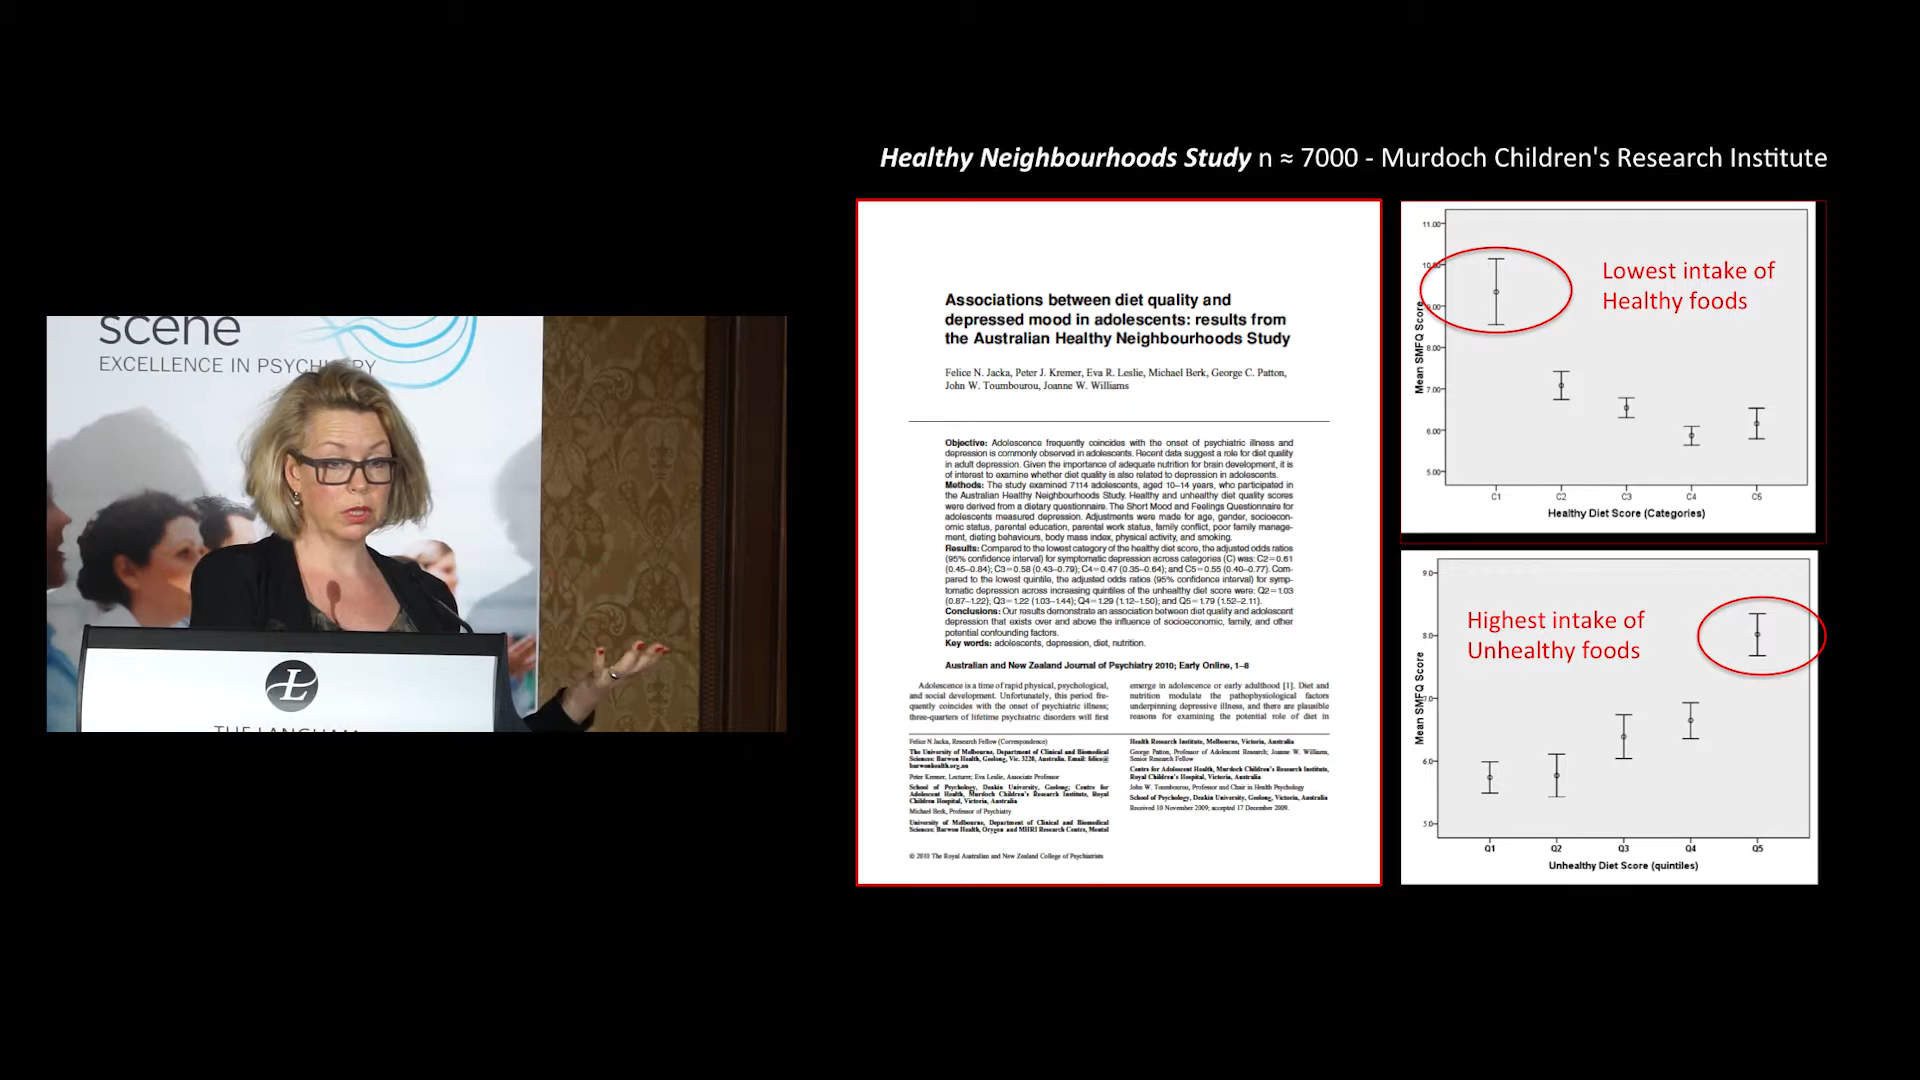 Healthy Neighbourhoods Study n ≈ 7000 - Murdoch Children's Research Institute
scene
EXCELLENCE IN PSYCH RY
L
THE LANGHAM
Associations between diet quality and
depressed mood in adolescents: results from
the Australian Healthy Neighbourhoods Study
Felice N. Jacka, Peter J. Kremer, Eva R. Leslie, Michael Berk, George C. Patton,
John W. Toumbourou, Joanne W. Williams
Objective: Adolescence frequently coincides with the onset of psychiatric illness and
depression is commonly observed in adolescents. Recent data suggest a role for diet quality
in adult depression. Given the importance of adequate nutrition for brain development, it is
of interest to examine whether diet quality is also related to depression in adolescents.
Methods: The study examined 7114 adolescents, aged 10–14 years, who participated in
the Australian Healthy Neighbourhoods Study. Healthy and unhealthy diet quality scores
were derived from a dietary questionnaire. The Short Mood and Feelings Questionnaire for
adolescents measured depression. Adjustments were made for age, gender, socioecon-
omic status, parental education, parental work status, family conflict, poor family manage-
ment, dieting behaviours, body mass index, physical activity, and smoking.
Results: Compared to the lowest category of the healthy diet score, the adjusted odds ratios
(95% confidence interval) for symptomatic depression across categories (C) was: C2=0.61
(0.45–0.84); C3=0.58 (0.43–0.79); C4=0.47 (0.35–0.64); and C5=0.55 (0.40–0.77). Com-
pared to the lowest quintile, the adjusted odds ratios (95% confidence interval) for symp-
tomatic depression across increasing quintiles of the unhealthy diet score were: Q2=1.03
(0.87–1.22); Q3=1.22 (1.03–1.44); Q4=1.29 (1.12–1.50); and Q5=1.79 (1.52–2.11).
Conclusions: Our results demonstrate an association between diet quality and adolescent
depression that exists over and above the influence of socioeconomic, family, and other
potential confounding factors.
Key words: adolescents, depression, diet, nutrition.
Australian and New Zealand Journal of Psychiatry 2010; Early Online, 1–8
Adolescence is a time of rapid physical, psychological,
and social development. Unfortunately, this period fre-
quently coincides with the onset of psychiatric illness;
three-quarters of lifetime psychiatric disorders will first
emerge in adolescence or early adulthood [1]. Diet and
nutrition modulate the pathophysiological factors
underpinning depressive illness, and there are plausible
reasons for examining the potential role of diet in
Felice N Jacka, Research Fellow (Correspondence)
The University of Melbourne, Department of Clinical and Biomedical
Sciences: Barwon Health, Geelong, Vic. 3220, Australia. Email: felice@
barwonhealth.org.au
Peter Kremer, Lecturer; Eva Leslie, Associate Professor
School of Psychology, Deakin University, Geelong; Centre for
Adolescent Health, Murdoch Children's Research Institute, Royal
Children Hospital, Victoria, Australia
Michael Berk, Professor of Psychiatry
University of Melbourne, Department of Clinical and Biomedical
Sciences: Barwon Health, Orygen and MHRI Research Centre, Mental
Health Research Institute, Melbourne, Victoria, Australia
George Patton, Professor of Adolescent Research; Joanne W. Williams,
Senior Research Fellow
Centre for Adolescent Health, Murdoch Children's Research Institute,
Royal Children's Hospital, Victoria, Australia
John W. Toumbourou, Professor and Chair in Health Psychology
School of Psychology, Deakin University, Geelong, Victoria, Australia
Received 10 November 2009; accepted 17 December 2009.
© 2010 The Royal Australian and New Zealand College of Psychiatrists
Lowest intake of
Healthy foods
Mean SMFQ Score
11.00
10.00
9.00
8.00
7.00
6.00
5.00
C1 C2 C3 C4 C5
Healthy Diet Score (Categories)
Highest intake of
Unhealthy foods
Mean SMFQ Score
9.0
8.0
7.0
6.0
5.0
Q1 Q2 Q3 Q4 Q5
Unhealthy Diet Score (quintiles)